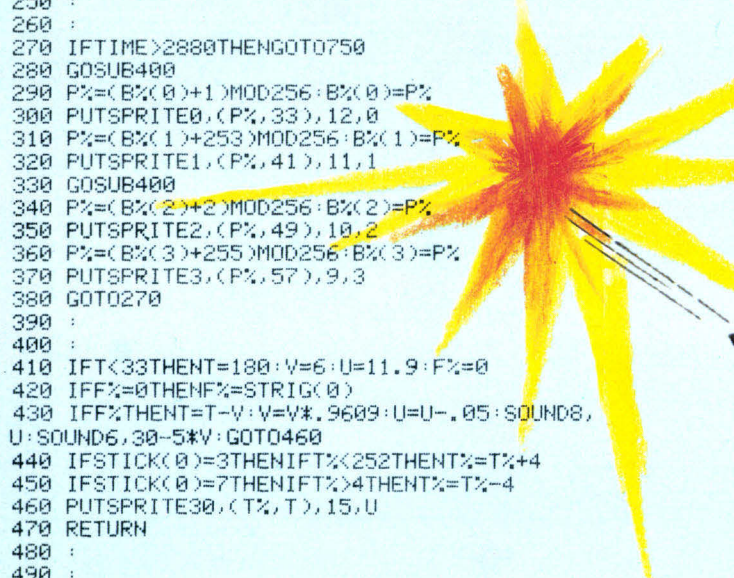 250 :
260 :
270 IFTIME>2880THENGOTO750
280 GOSUB400
290 P%=(B%(0)+1)MOD256:B%(0)=P%
300 PUTSPRITE0,(P%,33),12,0
310 P%=(B%(1)+253)MOD256:B%(1)=P%
320 PUTSPRITE1,(P%,41),11,1
330 GOSUB400
340 P%=(B%(2)+2)MOD256:B%(2)=P%
350 PUTSPRITE2,(P%,49),10,2
360 P%=(B%(3)+255)MOD256:B%(3)=P%
370 PUTSPRITE3,(P%,57),9,3
380 GOTO270
390 :
400 :
410 IFT<33THENT=180:V=6:U=11.9:F%=0
420 IFF%=0THENF%=STRIG(0)
430 IFF%THENT=T-V:V=V*.9609:U=U-.05:SOUND8,
U:SOUND6,30-5*V:GOTO460
440 IFSTICK(0)=3THENIFT%<252THENT%=T%+4
450 IFSTICK(0)=7THENIFT%>4THENT%=T%-4
460 PUTSPRITE30,(T%,T),15,U
470 RETURN
480 :
490 :